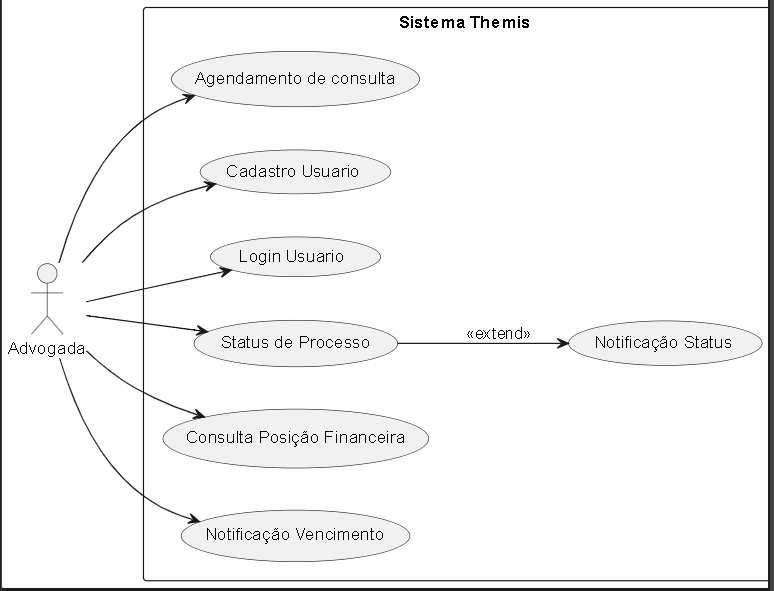 Sistema Themis
Agendamento de consulta
Cadastro Usuario
Login Usuario
Advogada
Status de Processo
«extend»
Notificação Status
Consulta Posição Financeira
Notificação Vencimento